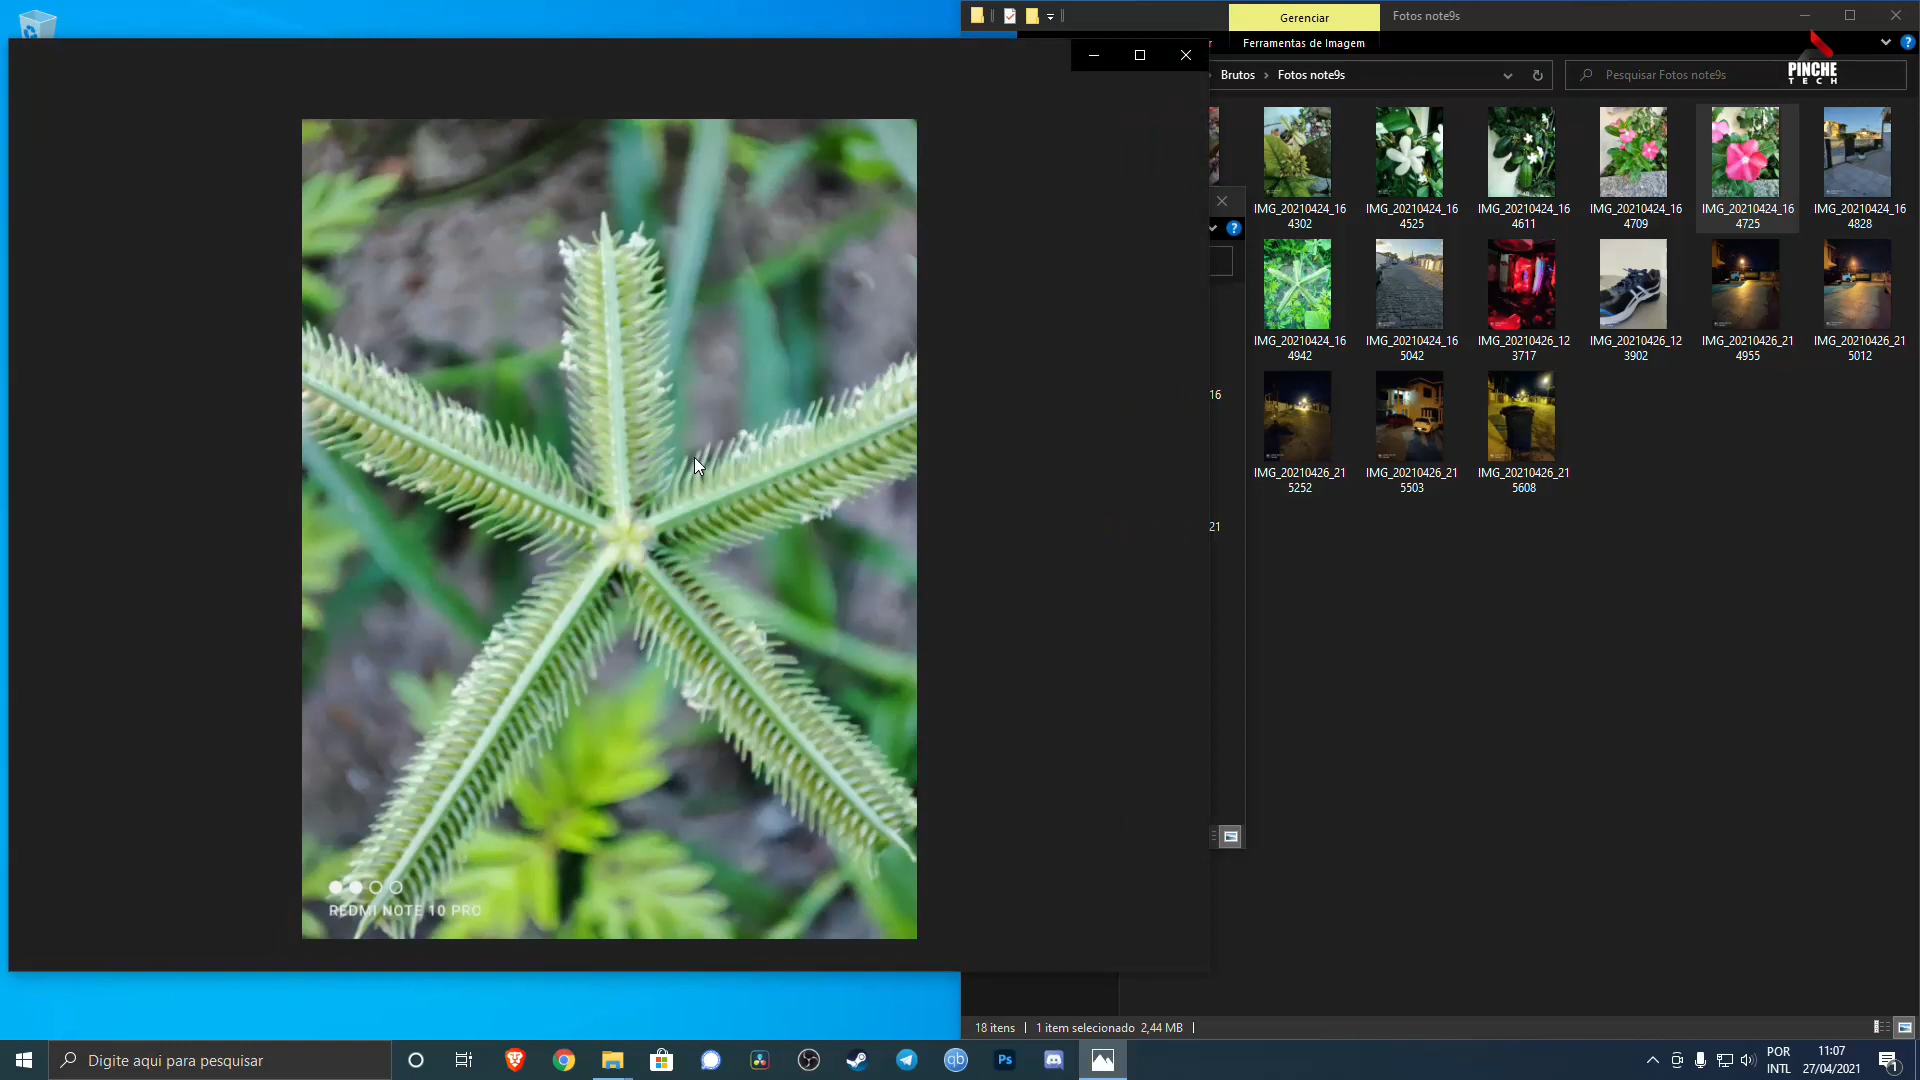 Gerenciar
Fotos note9s
Ferramentas de Imagem
Brutos > Fotos note9s
Pesquisar Fotos note9s
PINCHE
TECH
IMG_20210424_16
4302
IMG_20210424_16
4525
IMG_20210424_16
4611
IMG_20210424_16
4709
IMG_20210424_16
4725
IMG_20210424_16
4828
IMG_20210424_16
4942
IMG_20210424_16
5042
IMG_20210426_12
3717
IMG_20210426_12
3902
IMG_20210426_21
4955
IMG_20210426_21
5012
16
IMG_20210426_21
5252
IMG_20210426_21
5503
IMG_20210426_21
5608
21
REDMI NOTE 10 PRO
18 itens
1 item selecionado 2,44 MB
Digite aqui para pesquisar
qb
Ps
POR
INTL
11:07
27/04/2021
1